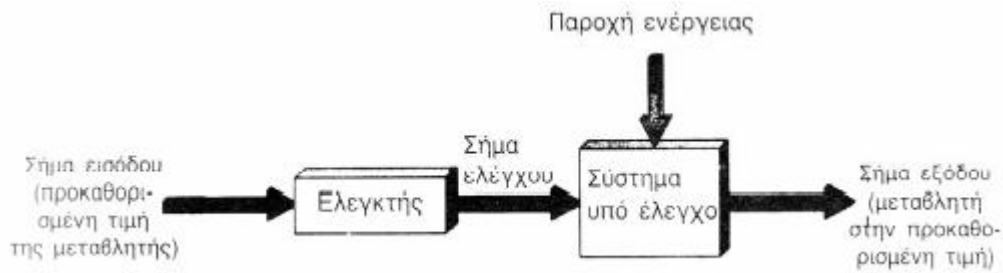 Παροχή ενέργειας
Σήμα εισόδου
(προκαθορι-
σμένη τιμή
της μεταβλητής)
Ελεγκτής
Σήμα
ελέγχου
Σύστημα
υπό έλεγχο
Σήμα εξόδου
(μεταβλητή
στην προκαθο-
ρισμένη τιμή)